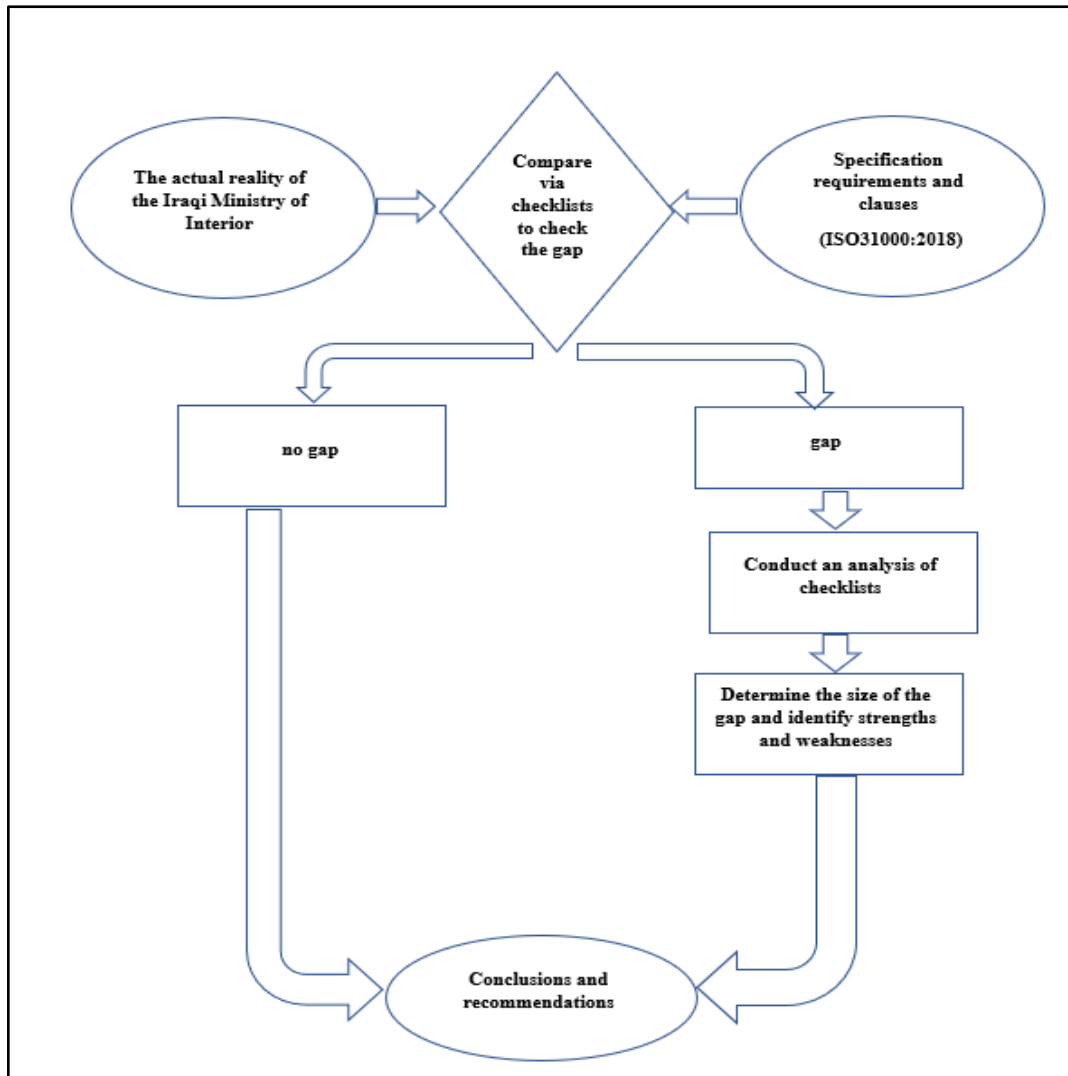 The actual reality of
the Iraqi Ministry of
Interior
Compare
via
checklists
to check
the gap
Specification
requirements and
clauses
(ISO31000:2018)
no gap
gap
Conduct an analysis of
checklists
Determine the size of the
gap and identify strengths
and weaknesses
Conclusions and
recommendations